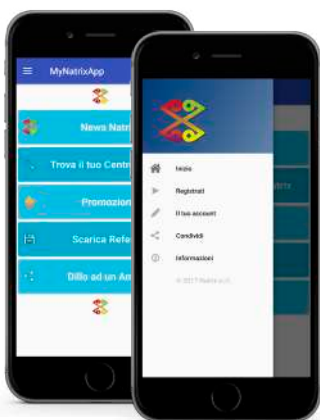 MyNatrixApp
News Natri
Trova il tuo Centr
Promozion
Scarica Refe
Dillo ad un Am
Inizio
Registrati
Il tuo account
Condividi
Informazioni
© 2017 Natrix s.r.l.